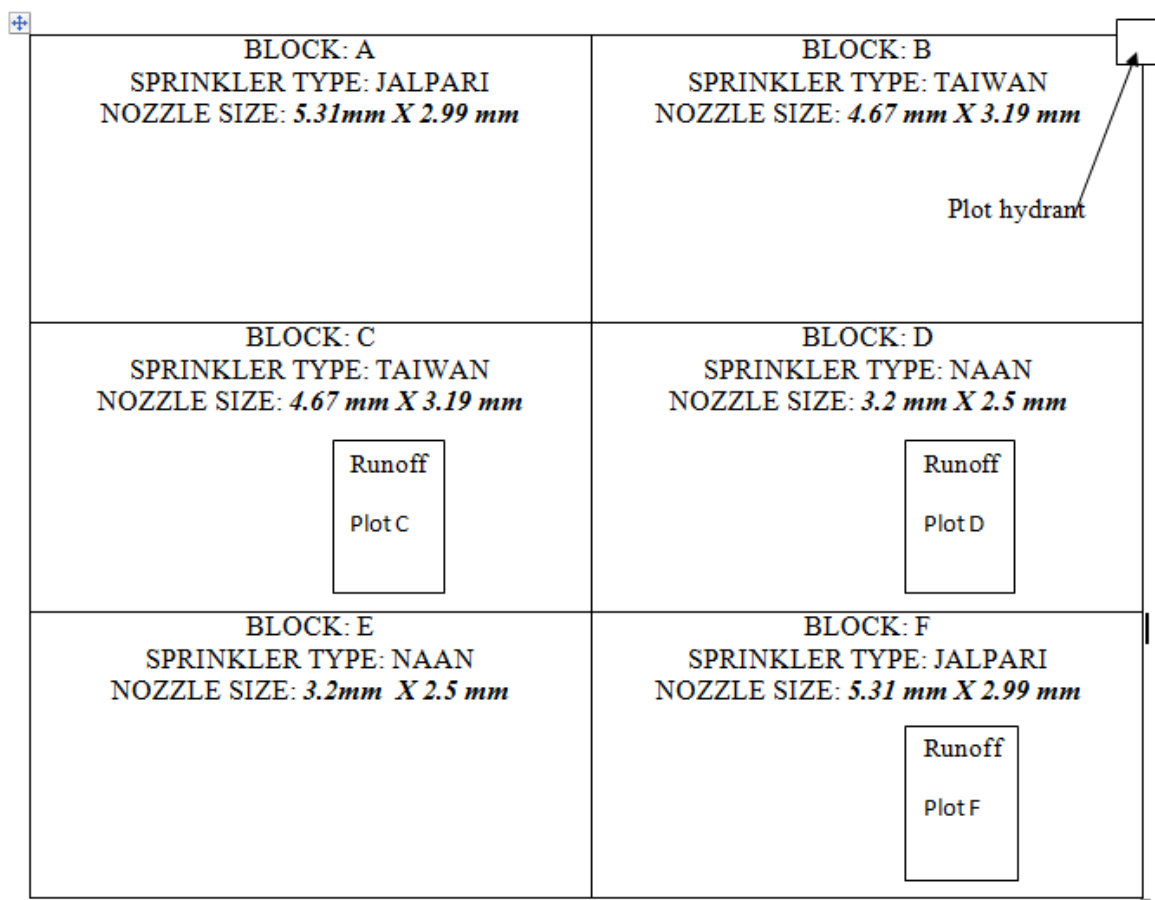 BLOCK: A
SPRINKLER TYPE: JALPARI
NOZZLE SIZE: 5.31mm X 2.99 mm
BLOCK: B
SPRINKLER TYPE: TAIWAN
NOZZLE SIZE: 4.67 mm X 3.19 mm
Plot hydrant
BLOCK: C
SPRINKLER TYPE: TAIWAN
NOZZLE SIZE: 4.67 mm X 3.19 mm
Runoff
Plot C
BLOCK: D
SPRINKLER TYPE: NAAN
NOZZLE SIZE: 3.2 mm X 2.5 mm
Runoff
Plot D
BLOCK: E
SPRINKLER TYPE: NAAN
NOZZLE SIZE: 3.2mm X 2.5 mm
BLOCK: F
SPRINKLER TYPE: JALPARI
NOZZLE SIZE: 5.31 mm X 2.99 mm
Runoff
Plot F